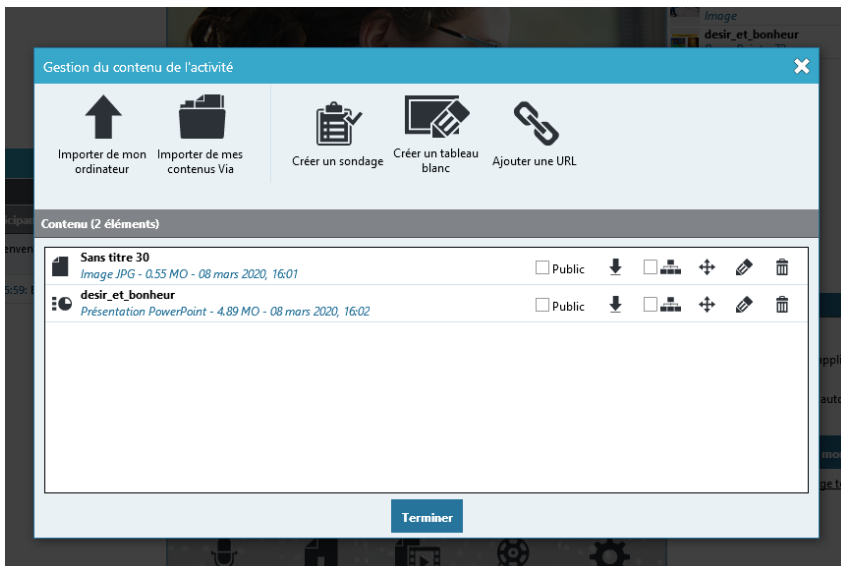 Image
desir_et_bonheur
Gestion du contenu de l'activité
Importer de mon ordinateur
Importer de mes contenus Via
Créer un sondage
Créer un tableau blanc
Ajouter une URL
Contenu (2 éléments)
Sans titre 30
Public
Image JPG - 0.55 MO - 08 mars 2020, 16:01
desir_et_bonheur
Public
Présentation PowerPoint - 4.89 MO - 08 mars 2020, 16:02
Terminer